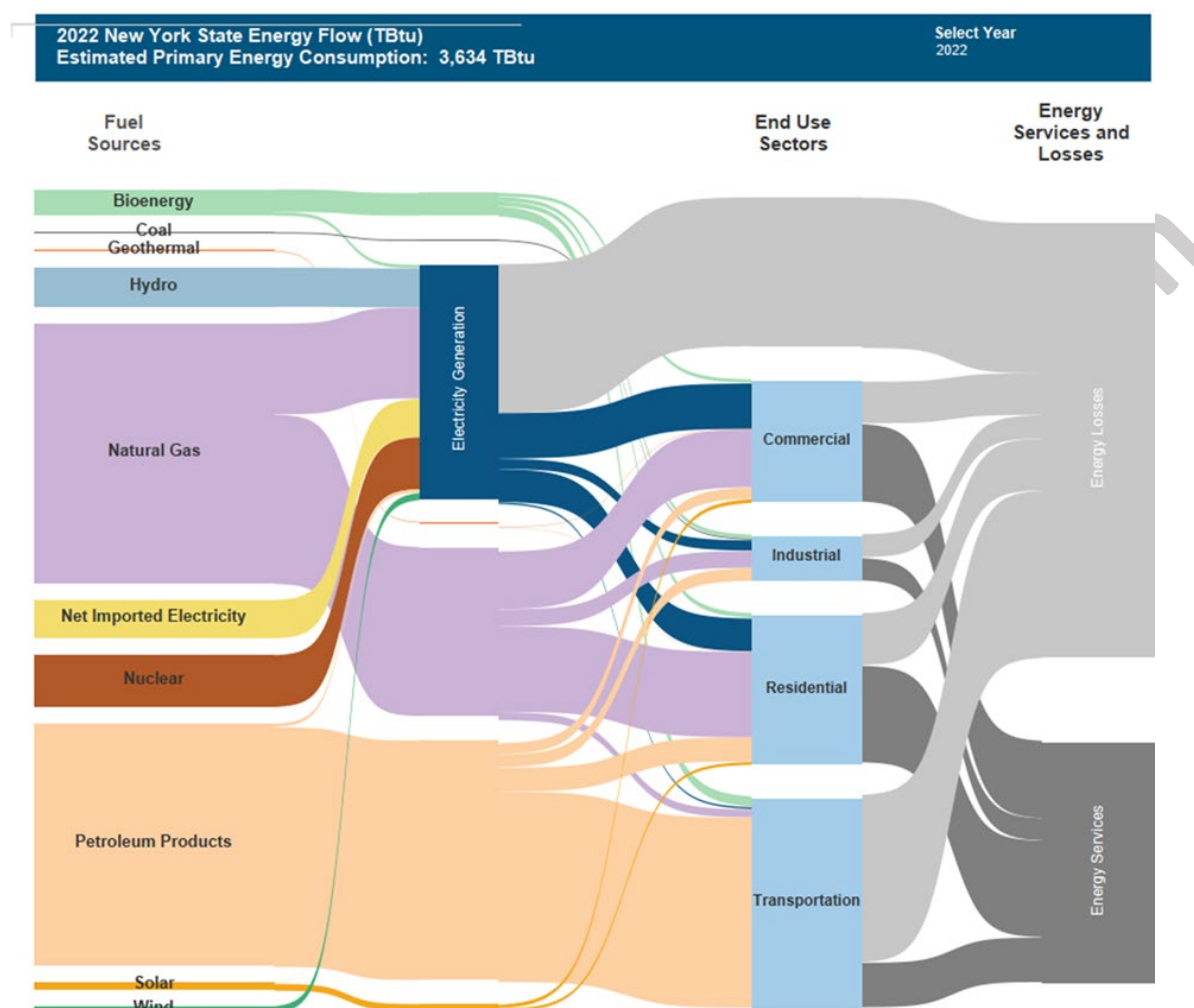 2022 New York State Energy Flow (TBtu)
Estimated Primary Energy Consumption: 3,634 TBtu
Select Year
2022
Fuel
Sources
End Use
Sectors
Energy
Services and
Losses
Bioenergy
Coal
Geothermal
Hydro
Natural Gas
Net Imported Electricity
Nuclear
Petroleum Products
Solar
Wind
Electricity Generation
Commercial
Industrial
Residential
Transportation
Energy Losses
Energy Services